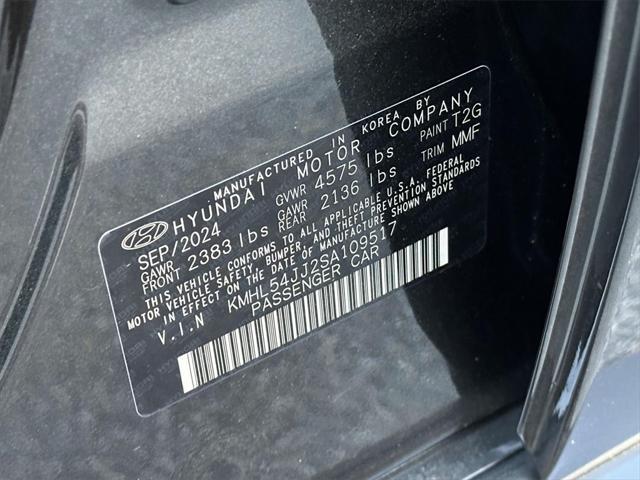 MANUFACTURED IN KOREA BY
HYUNDAI MOTOR COMPANY
SEP/2024 GVWR 4575 lbs PAINT T2G
GAWR FRONT 2383 lbs GAWR REAR 2136 lbs TRIM MMF
THIS VEHICLE CONFORMS TO ALL APPLICABLE U.S.A. FEDERAL
MOTOR VEHICLE SAFETY, BUMPER, AND THEFT PREVENTION STANDARDS
IN EFFECT ON THE DATE OF MANUFACTURE SHOWN ABOVE
V.I.N KMHL54JJ2SA109517
PASSENGER CAR